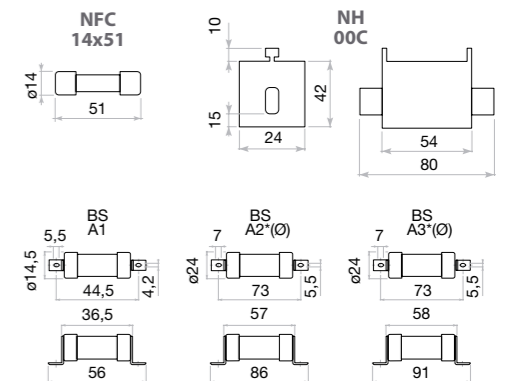 NFC
14x51
ø14
51
NH
00C
10
15
42
24
54
80
BS
A1
5,5
ø14,5
4,2
44,5
36,5
56
BS
A2*(Ø)
7
ø24
5,5
73
57
86
BS
A3*(Ø)
7
ø24
5,5
73
58
91